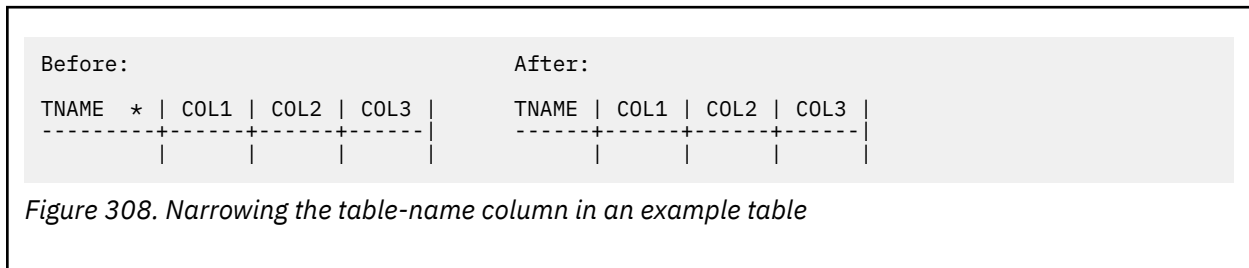 Before:                                    After:
TNAME  * | COL1 | COL2 | COL3 |        TNAME | COL1 | COL2 | COL3 |
---------+------+------+------|        ------+------+------+------|
         |      |      |      |              |      |      |      |
Figure 308. Narrowing the table-name column in an example table